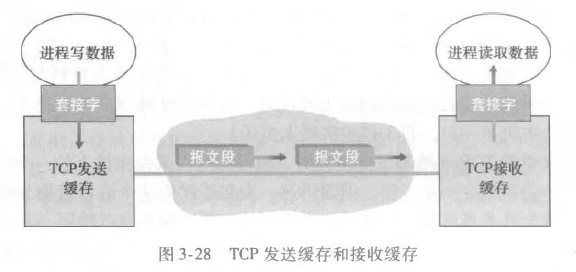 进程写数据
进程读取数据
套接字
套接字
TCP发送
缓存
报文段
报文段
TCP接收
缓存
图 3-28 TCP 发送缓存和接收缓存